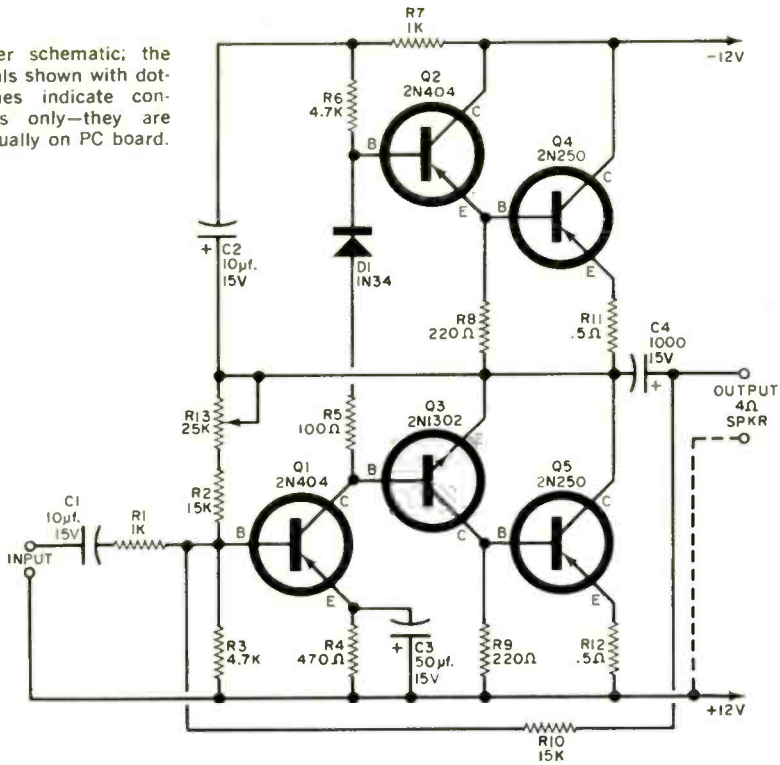 er schematic; the
als shown with dot-
nes indicate con-
s only—they are
ually on PC board.
R7
1K
−12V
R6
4.7K
Q2
2N404
B
C
E
Q4
2N250
B
C
E
+ C2
10µf.
15V
D1
1N34
R8
220Ω
R11
.5Ω
C4
1000
15V
+
OUTPUT
4Ω
SPKR
R13
25K
R5
100Ω
Q3
2N1302
B
E
C
R2
15K
Q1
2N404
B
C
E
Q5
2N250
B
C
E
C1
10µf.
15V
R1
1K
INPUT
R3
4.7K
R4
470Ω
+ C3
50µf.
15V
R9
220Ω
R12
.5Ω
+12V
R10
15K